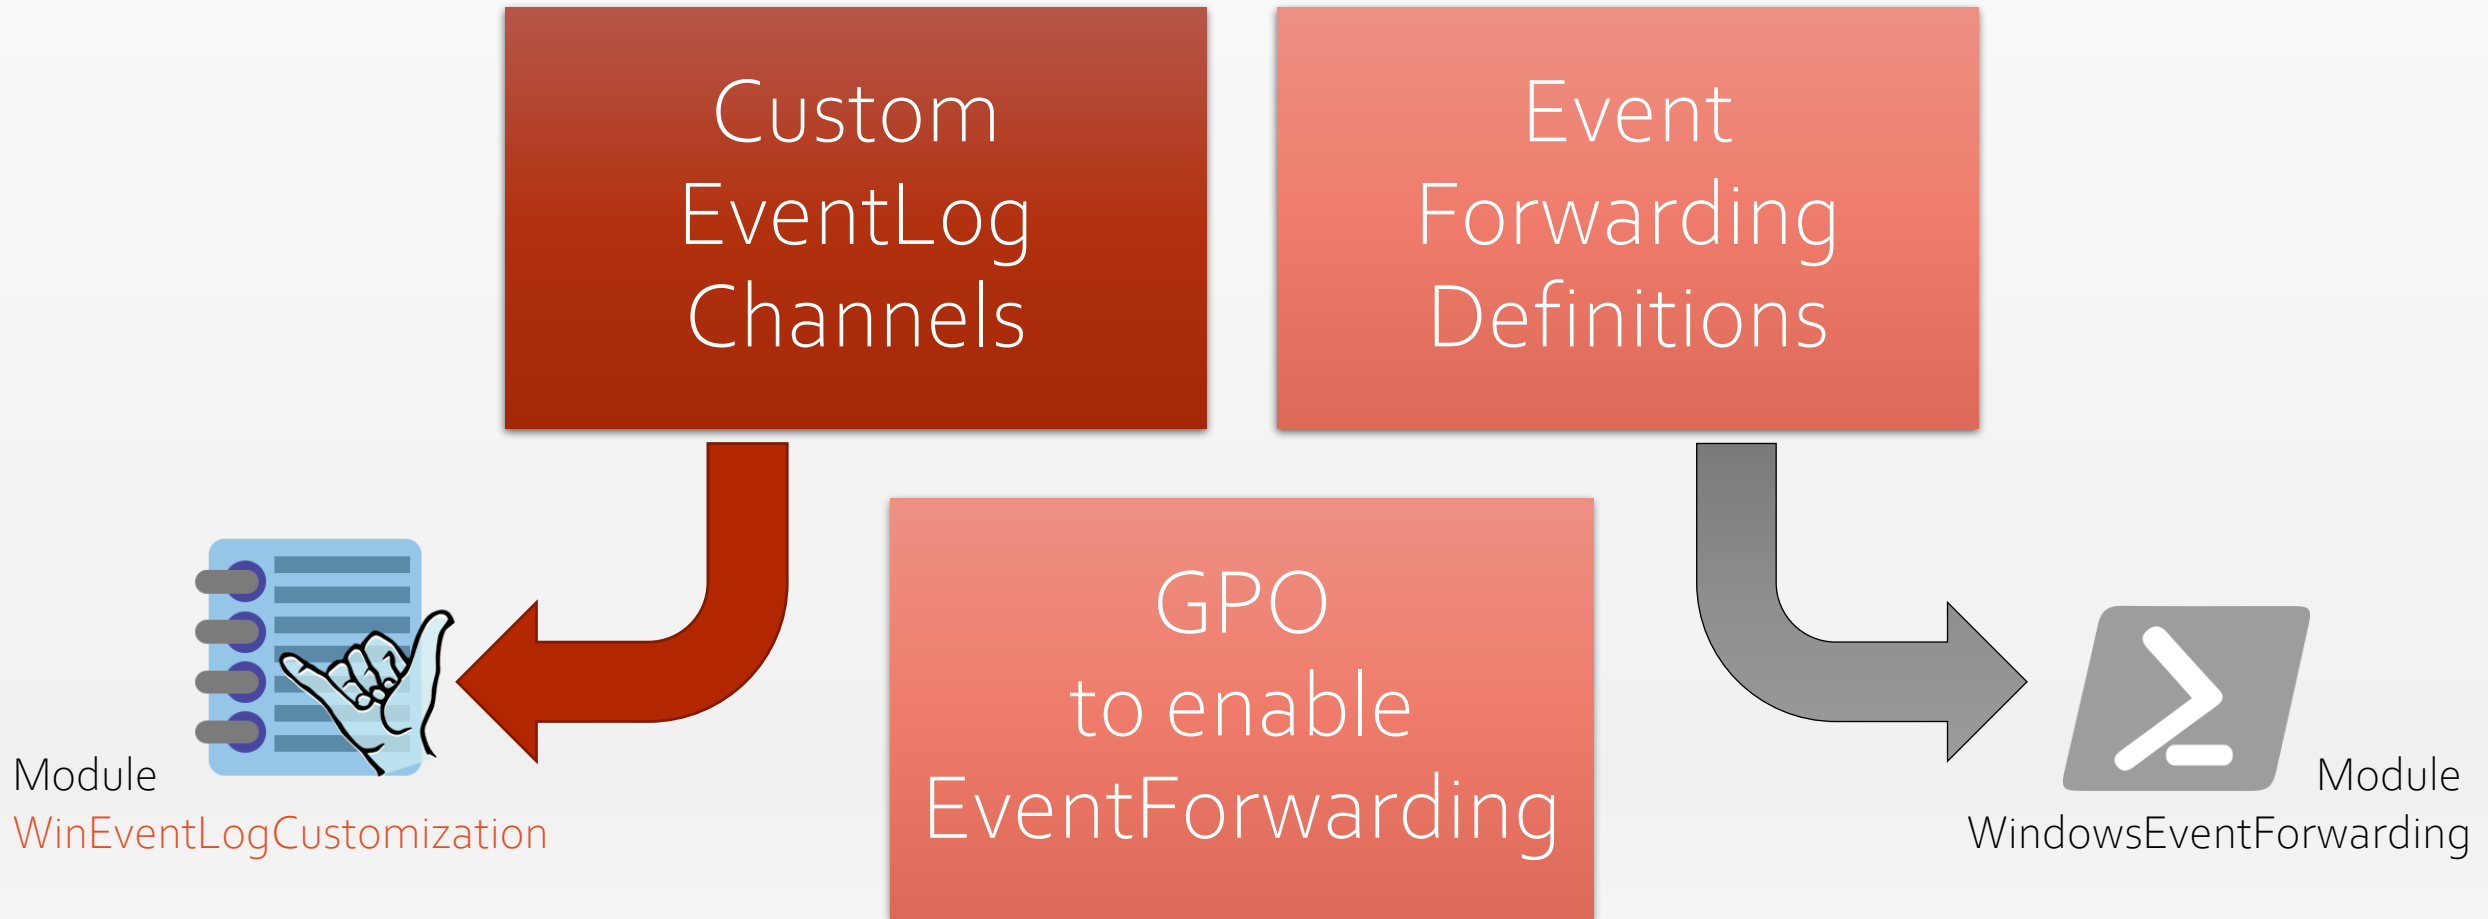 Custom
EventLog
Channels
Event
Forwarding
Definitions
GPO
to enable
EventForwarding
Module
WinEventLogCustomization
Module
WindowsEventForwarding